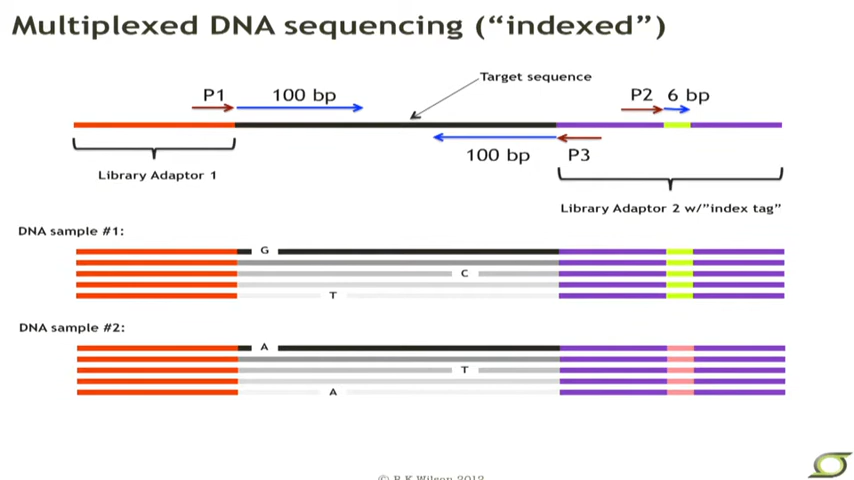 Multiplexed DNA sequencing (“indexed”)
Target sequence
P1 100 bp
P2 6 bp
100 bp P3
Library Adaptor 1
Library Adaptor 2 w/”index tag”
DNA sample #1:
G
C
T
DNA sample #2:
A
T
A